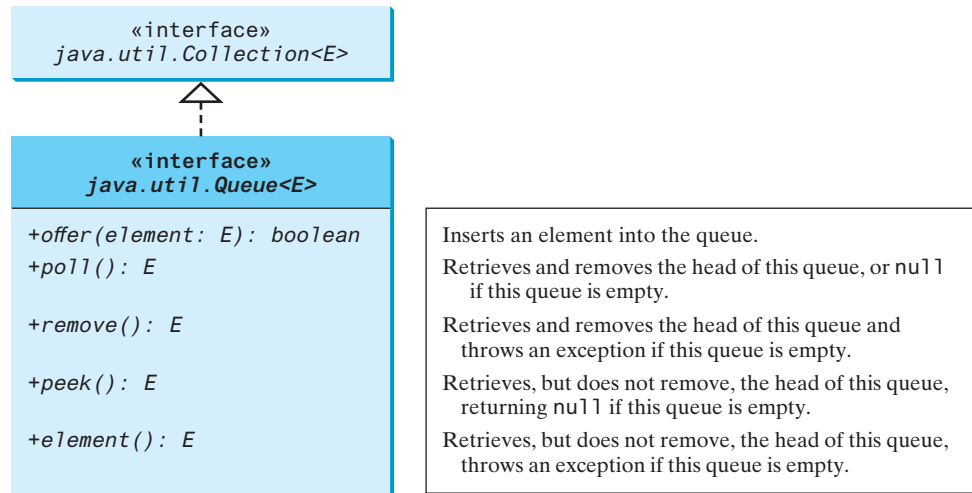 «interface»
java.util.Collection<E>
«interface»
java.util.Queue<E>
+offer(element: E): boolean
+poll(): E
+remove(): E
+peek(): E
+element(): E
Inserts an element into the queue.
Retrieves and removes the head of this queue, or null
if this queue is empty.
Retrieves and removes the head of this queue and
throws an exception if this queue is empty.
Retrieves, but does not remove, the head of this queue,
returning null if this queue is empty.
Retrieves, but does not remove, the head of this queue,
throws an exception if this queue is empty.